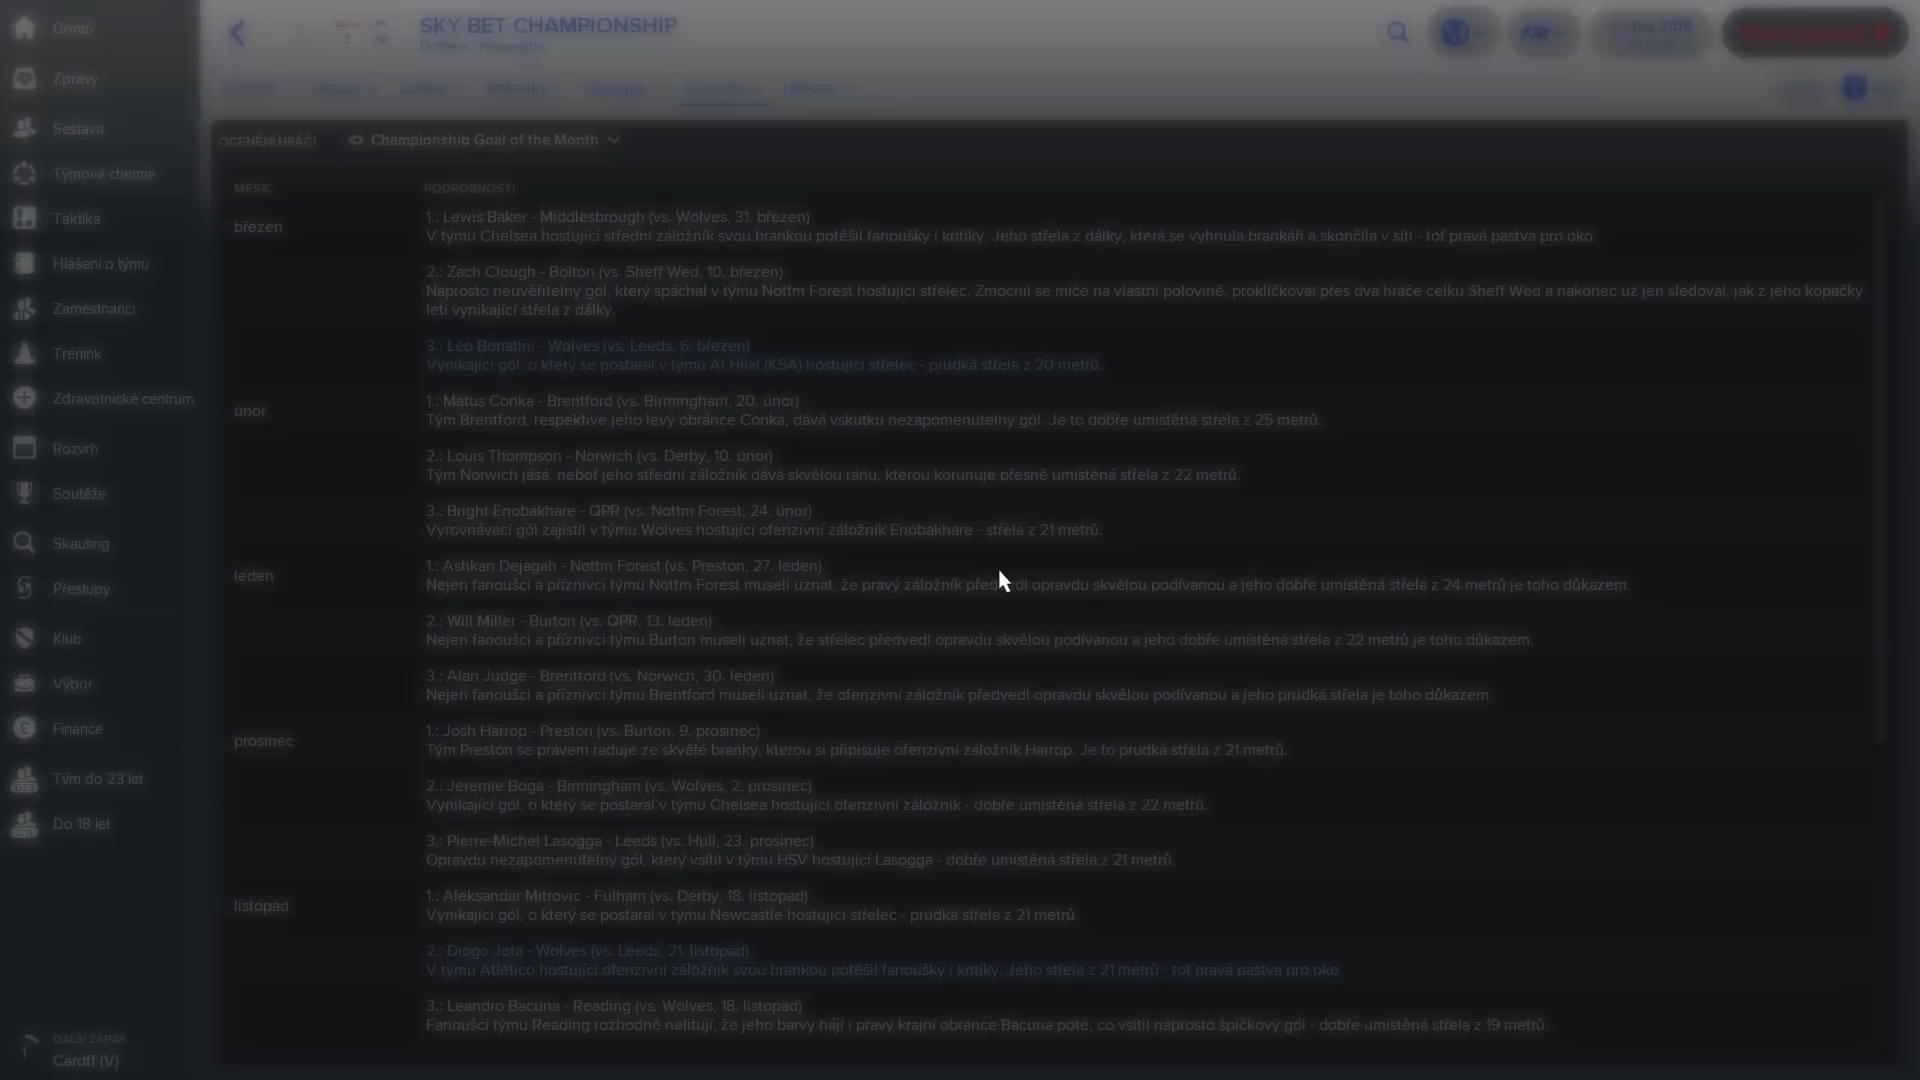 Domů
Zprávy
Sestava
Týmová chemie
Taktika
Hlášení o týmu
Zaměstnanci
Trénink
Zdravotnické centrum
Rozvrh
Soutěže
Skauting
Přestupy
Klub
Výbor
Finance
Tým do 23 let
Do 18 let
DALŠÍ ZÁPAS
Cardiff (V)
SKY BET CHAMPIONSHIP
Historie
OCENĚNÍ HRÁČI
Championship Goal of the Month
MĚSÍC
PODROBNOSTI
březen
1.: Lewis Baker - Middlesbrough (vs. Wolves, 31. březen)
V týmu Chelsea hostující střední záložník svou brankou potěšil fanoušky i kritiky. Jeho střela z dálky, která se vyhnula brankáři a skončila v síti - toť pravá pastva pro oko.
2.: Zach Clough - Bolton (vs. Sheff Wed, 10. březen)
Naprosto neuvěřitelný gól, který spáchal v týmu Nottm Forest hostující střelec. Zmocnil se míče na vlastní polovině, prokličkoval přes dva hráče celku Sheff Wed a nakonec už jen sledoval, jak z jeho kopačky
letí vynikající střela z dálky.
3.: Léo Bonatini - Wolves (vs. Leeds, 6. březen)
Vynikající gól, o který se postaral v týmu Al Hilal (KSA) hostující střelec - prudká střela z 20 metrů.
únor
1.: Matus Conka - Brentford (vs. Birmingham, 20. únor)
Tým Brentford, respektive jeho levý obránce Conka, dává vskutku nezapomenutelný gól. Je to dobře umístěná střela z 25 metrů.
2.: Louis Thompson - Norwich (vs. Derby, 10. únor)
Tým Norwich jásá, neboť jeho střední záložník dává skvělou ránu, kterou korunuje přesně umístěná střela z 22 metrů.
3.: Bright Enobakhare - QPR (vs. Nottm Forest, 24. únor)
Vyrovnávací gól zajistil v týmu Wolves hostující ofenzivní záložník Enobakhare - střela z 21 metrů.
leden
1.: Ashkan Dejagah - Nottm Forest (vs. Preston, 27. leden)
Nejen fanoušci a příznivci týmu Nottm Forest museli uznat, že pravý záložník předvedl opravdu skvělou podívanou a jeho dobře umístěná střela z 24 metrů je toho důkazem.
2.: Will Miller - Burton (vs. QPR, 13. leden)
Nejen fanoušci a příznivci týmu Burton museli uznat, že střelec předvedl opravdu skvělou podívanou a jeho dobře umístěná střela z 22 metrů je toho důkazem.
3.: Alan Judge - Brentford (vs. Norwich, 30. leden)
Nejen fanoušci a příznivci týmu Brentford museli uznat, že ofenzivní záložník předvedl opravdu skvělou podívanou a jeho prudká střela je toho důkazem.
prosinec
1.: Josh Harrop - Preston (vs. Burton, 9. prosinec)
Tým Preston se právem raduje ze skvělé branky, kterou si připisuje ofenzivní záložník Harrop. Je to prudká střela z 21 metrů.
2.: Jeremie Boga - Birmingham (vs. Wolves, 2. prosinec)
Vynikající gól, o který se postaral v týmu Chelsea hostující ofenzivní záložník - dobře umístěná střela z 22 metrů.
3.: Pierre-Michel Lasogga - Leeds (vs. Hull, 23. prosinec)
Opravdu nezapomenutelný gól, který vsítil v týmu HSV hostující Lasogga - dobře umístěná střela z 21 metrů.
listopad
1.: Aleksandar Mitrovic - Fulham (vs. Derby, 18. listopad)
Vynikající gól, o který se postaral v týmu Newcastle hostující střelec - prudká střela z 21 metrů.
2.: Diogo Jota - Wolves (vs. Leeds, 21. listopad)
V týmu Atlético hostující ofenzivní záložník svou brankou potěšil fanoušky i kritiky. Jeho střela z 21 metrů - toť pravá pastva pro oko.
3.: Leandro Bacuna - Reading (vs. Wolves, 18. listopad)
Fanoušci týmu Reading rozhodně nelitují, že jeho barvy hájí i pravý krajní obránce Bacuna poté, co vsítil naprosto špičkový gól - dobře umístěná střela z 19 metrů.